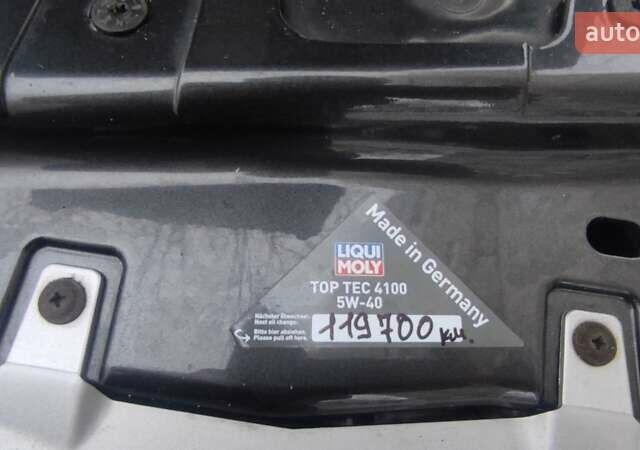 auto
Made in Germany
LIQUI
MOLY
TOP TEC 4100
5W-40
Nächster Ölwechsel:
Next oil change:
119700 км.
Bitte hier abziehen.
Please pull off here.